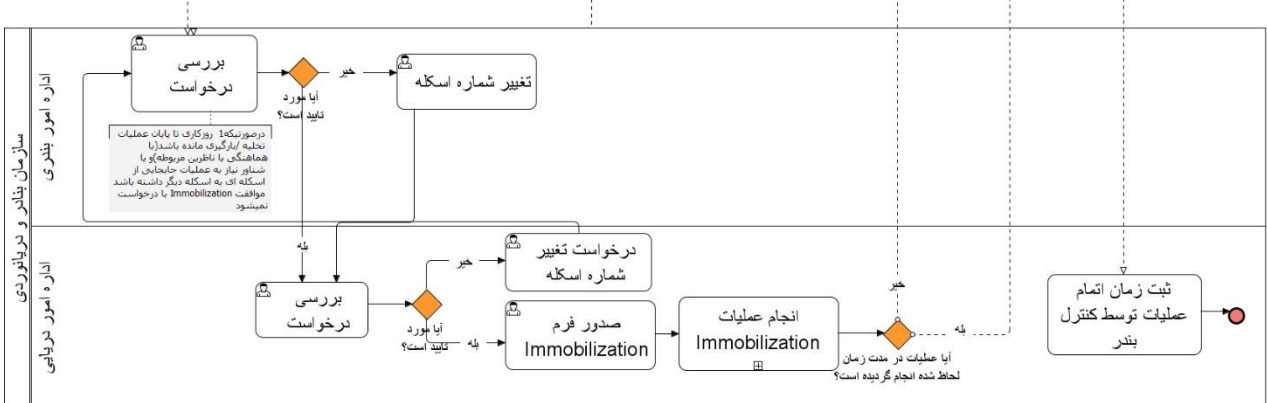 سازمان بنادر و دریانوردی
اداره امور بندری
بررسی
درخواست
آیا مورد
تایید است؟
خیر
تغییر شماره اسکله
درصورتیکه1 روزکاری تا پایان عملیات
تخلیه /بارگیری مانده باشد(با
هماهنگی با ناظرین مربوطه)و یا
شناور نیاز به عملیات جابجایی از
اسکله ای به اسکله دیگر داشته باشد
موافقت Immobilization با درخواست
نمیشود
بله
اداره امور دریایی
بررسی
درخواست
آیا مورد
تایید است؟
خیر
درخواست تغییر
شماره اسکله
بله
صدور فرم
Immobilization
انجام عملیات
Immobilization
آیا عملیات در مدت زمان
لحاظ شده انجام گردیده است؟
خیر
بله
ثبت زمان اتمام
عملیات توسط کنترل
بندر